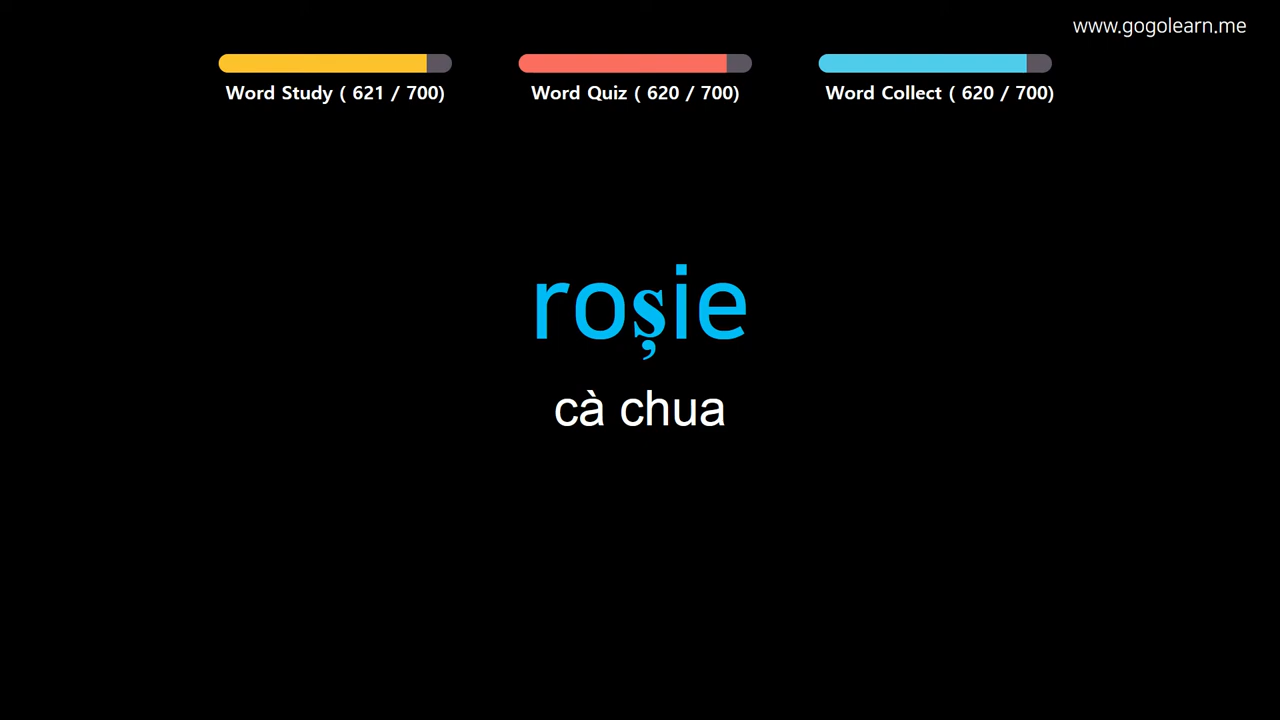 www.gogolearn.me
Word Study ( 621 / 700)
Word Quiz ( 620 / 700)
Word Collect ( 620 / 700)
roșie
cà chua